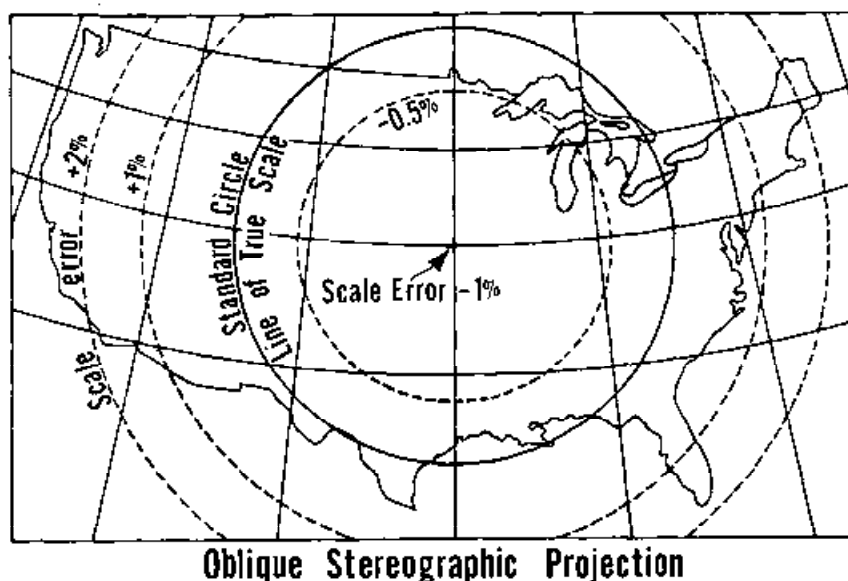 -0.5%
+2%
+1%
Standard Circle
Line of True Scale
Scale error
Scale Error -1%
Oblique Stereographic Projection